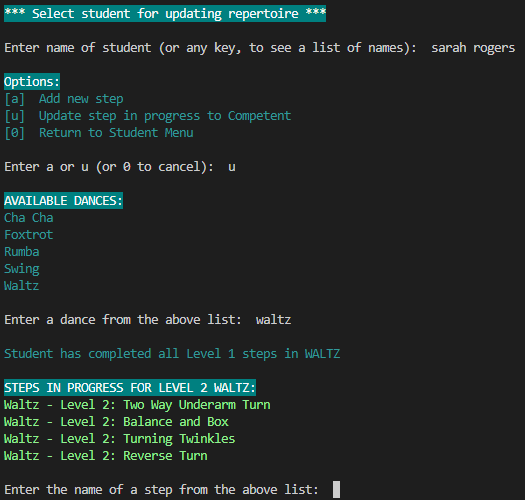 *** Select student for updating repertoire ***
Enter name of student (or any key, to see a list of names):  sarah rogers
Options:
[a]  Add new step
[u]  Update step in progress to Competent
[0]  Return to Student Menu
Enter a or u (or 0 to cancel):  u
AVAILABLE DANCES:
Cha Cha
Foxtrot
Rumba
Swing
Waltz
Enter a dance from the above list:  waltz
Student has completed all Level 1 steps in WALTZ
STEPS IN PROGRESS FOR LEVEL 2 WALTZ:
Waltz - Level 2: Two Way Underarm Turn
Waltz - Level 2: Balance and Box
Waltz - Level 2: Turning Twinkles
Waltz - Level 2: Reverse Turn
Enter the name of a step from the above list: